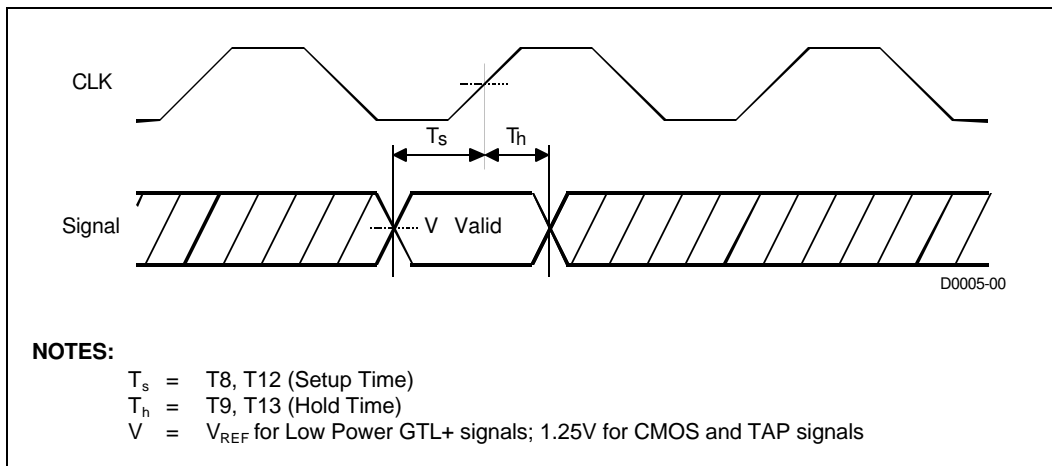 CLK
Ts Th
Signal
V Valid
D0005-00
NOTES:
Ts = T8, T12 (Setup Time)
Th = T9, T13 (Hold Time)
V = VREF for Low Power GTL+ signals; 1.25V for CMOS and TAP signals